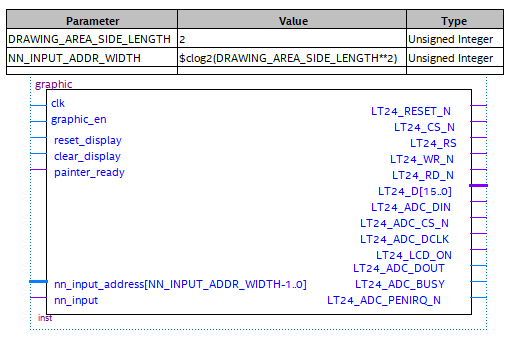 Parameter Value Type
DRAWING_AREA_SIDE_LENGTH 2 Unsigned Integer
NN_INPUT_ADDR_WIDTH $clog2(DRAWING_AREA_SIDE_LENGTH**2) Unsigned Integer
graphic
clk
graphic_en
reset_display
clear_display
painter_ready
nn_input_address[NN_INPUT_ADDR_WIDTH-1..0]
nn_input
LT24_RESET_N
LT24_CS_N
LT24_RS
LT24_WR_N
LT24_RD_N
LT24_D[15..0]
LT24_ADC_DIN
LT24_ADC_CS_N
LT24_ADC_DCLK
LT24_LCD_ON
LT24_ADC_DOUT
LT24_ADC_BUSY
LT24_ADC_PENIRQ_N
inst